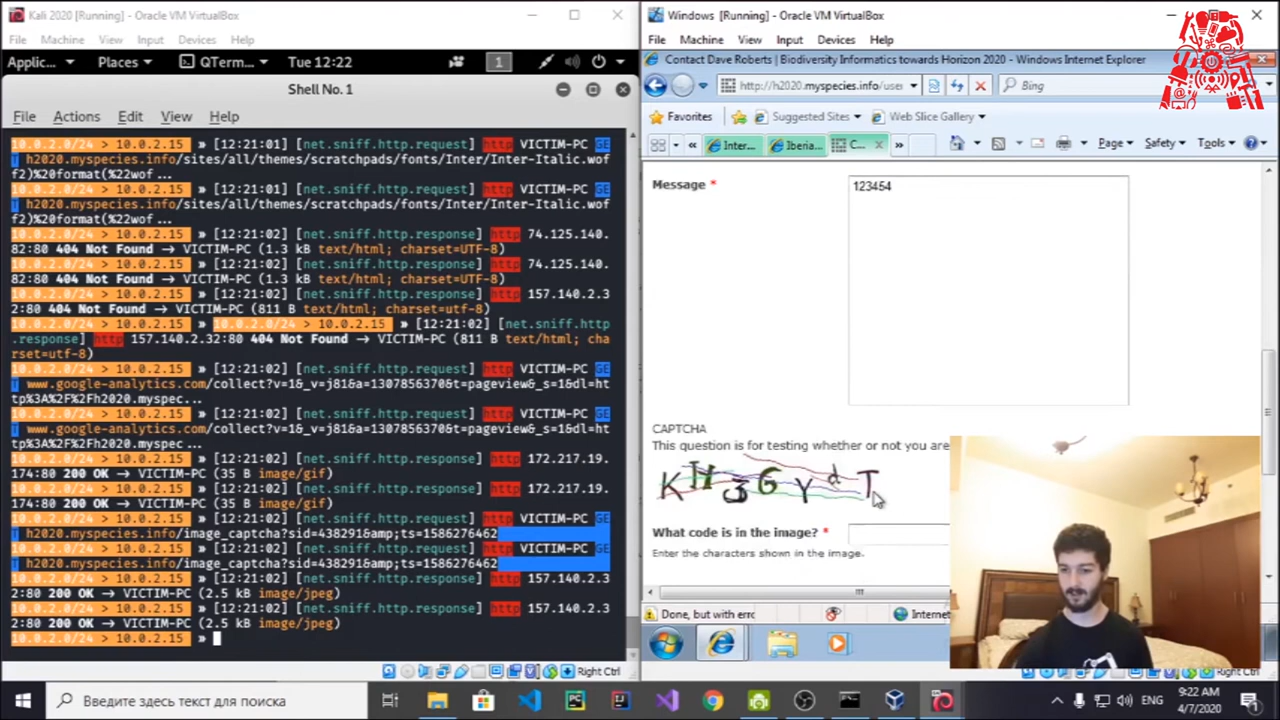 Kali 2020 [Running] - Oracle VM VirtualBox
File Machine View Input Devices Help
Applic... Places QTerm... Tue 12:22 1
Shell No. 1
File Actions Edit View Help
10.0.2.0/24 > 10.0.2.15 » [12:21:01] [net.sniff.http.request] http VICTIM-PC GE
T h2020.myspecies.info/sites/all/themes/scratchpads/fonts/Inter/Inter-Italic.wof
f2)%20format(%22wof ...
10.0.2.0/24 > 10.0.2.15 » [12:21:01] [net.sniff.http.request] http VICTIM-PC GE
T h2020.myspecies.info/sites/all/themes/scratchpads/fonts/Inter/Inter-Italic.wof
f2)%20format(%22wof ...
10.0.2.0/24 > 10.0.2.15 » [12:21:02] [net.sniff.http.response] http 74.125.140.
82:80 404 Not Found → VICTIM-PC (1.3 kB text/html; charset=UTF-8)
10.0.2.0/24 > 10.0.2.15 » [12:21:02] [net.sniff.http.response] http 74.125.140.
82:80 404 Not Found → VICTIM-PC (1.3 kB text/html; charset=UTF-8)
10.0.2.0/24 > 10.0.2.15 » [12:21:02] [net.sniff.http.response] http 157.140.2.3
2:80 404 Not Found → VICTIM-PC (811 B text/html; charset=utf-8)
10.0.2.0/24 > 10.0.2.15 » 10.0.2.0/24 > 10.0.2.15 » [12:21:02] [net.sniff.http
.response] http 157.140.2.32:80 404 Not Found → VICTIM-PC (811 B text/html; cha
rset=utf-8)
10.0.2.0/24 > 10.0.2.15 » [12:21:02] [net.sniff.http.request] http VICTIM-PC GE
T www.google-analytics.com/collect?v=1&_v=j81&a=1307856370&t=pageview&_s=1&dl=ht
tp%3A%2F%2Fh2020.myspec...
10.0.2.0/24 > 10.0.2.15 » [12:21:02] [net.sniff.http.request] http VICTIM-PC GE
T www.google-analytics.com/collect?v=1&_v=j81&a=1307856370&t=pageview&_s=1&dl=ht
tp%3A%2F%2Fh2020.myspec ...
10.0.2.0/24 > 10.0.2.15 » [12:21:02] [net.sniff.http.response] http 172.217.19.
174:80 200 OK → VICTIM-PC (35 B image/gif)
10.0.2.0/24 > 10.0.2.15 » [12:21:02] [net.sniff.http.response] http 172.217.19.
174:80 200 OK → VICTIM-PC (35 B image/gif)
10.0.2.0/24 > 10.0.2.15 » [12:21:02] [net.sniff.http.request] http VICTIM-PC GE
T h2020.myspecies.info/image_captcha?sid=4382918&amp;ts=1586276462
10.0.2.0/24 > 10.0.2.15 » [12:21:02] [net.sniff.http.request] http VICTIM-PC GE
T h2020.myspecies.info/image_captcha?sid=4382918&amp;ts=1586276462
10.0.2.0/24 > 10.0.2.15 » [12:21:02] [net.sniff.http.response] http 157.140.2.3
2:80 200 OK → VICTIM-PC (2.5 kB image/jpeg)
10.0.2.0/24 > 10.0.2.15 » [12:21:02] [net.sniff.http.response] http 157.140.2.3
2:80 200 OK → VICTIM-PC (2.5 kB image/jpeg)
10.0.2.0/24 > 10.0.2.15 »
Right Ctrl
Windows [Running] - Oracle VM VirtualBox
File Machine View Input Devices Help
Contact Dave Roberts | Biodiversity Informatics towards Horizon 2020 - Windows Internet Explorer
http://h2020.myspecies.info/user Bing
Favorites Suggested Sites Web Slice Gallery
Inter... Iberia... C... Page Safety Tools
Message *
123454
CAPTCHA
This question is for testing whether or not you are
K N J G Y d T
What code is in the image? *
Enter the characters shown in the image.
Done, but with errc Internet
Right Ctrl
Введите здесь текст для поиска
ENG
9:22 AM
4/7/2020